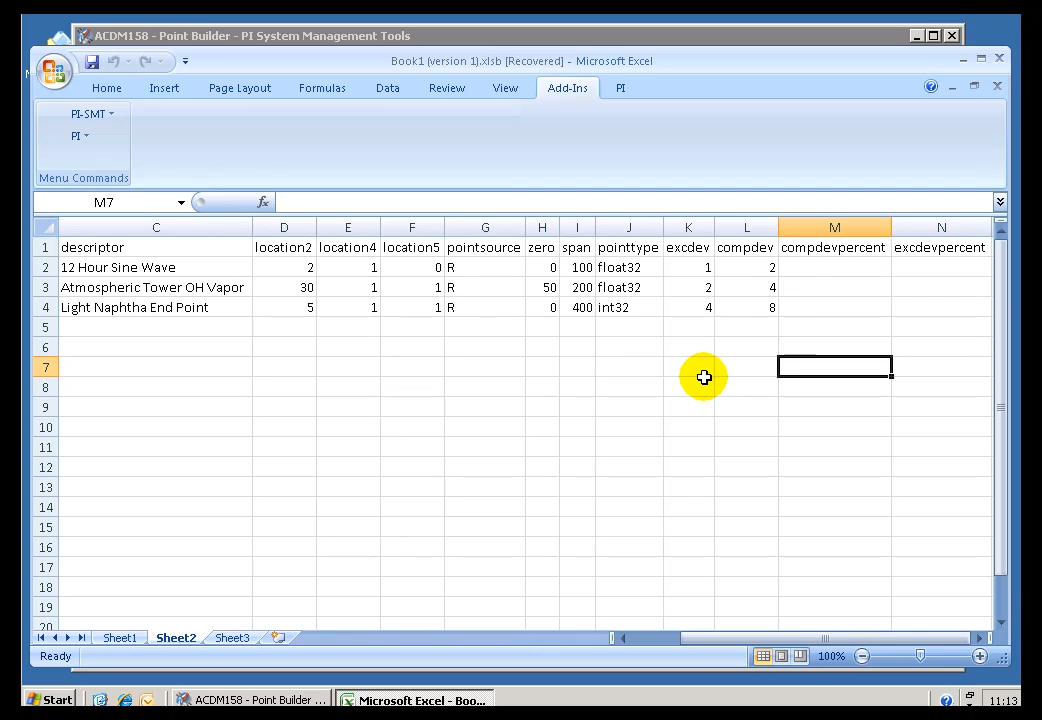 ACDM158 - Point Builder - PI System Management Tools
Book1 (version 1).xlsb [Recovered] - Microsoft Excel
Home Insert Page Layout Formulas Data Review View Add-Ins PI
PI-SMT
PI
Menu Commands
M7 fx
C D E F G H I J K L M N
1 descriptor location2 location4 location5 pointsource zero span pointtype excdev compdev compdevpercent excdevpercent
2 12 Hour Sine Wave 2 1 0 R 0 100 float32 1 2
3 Atmospheric Tower OH Vapor 30 1 1 R 50 200 float32 2 4
4 Light Naphtha End Point 5 1 1 R 0 400 int32 4 8
5
6
7
8
9
10
11
12
13
14
15
16
17
18
19
20
Sheet1 Sheet2 Sheet3
Ready 100%
Start ACDM158 - Point Builder ... Microsoft Excel - Boo... 11:13